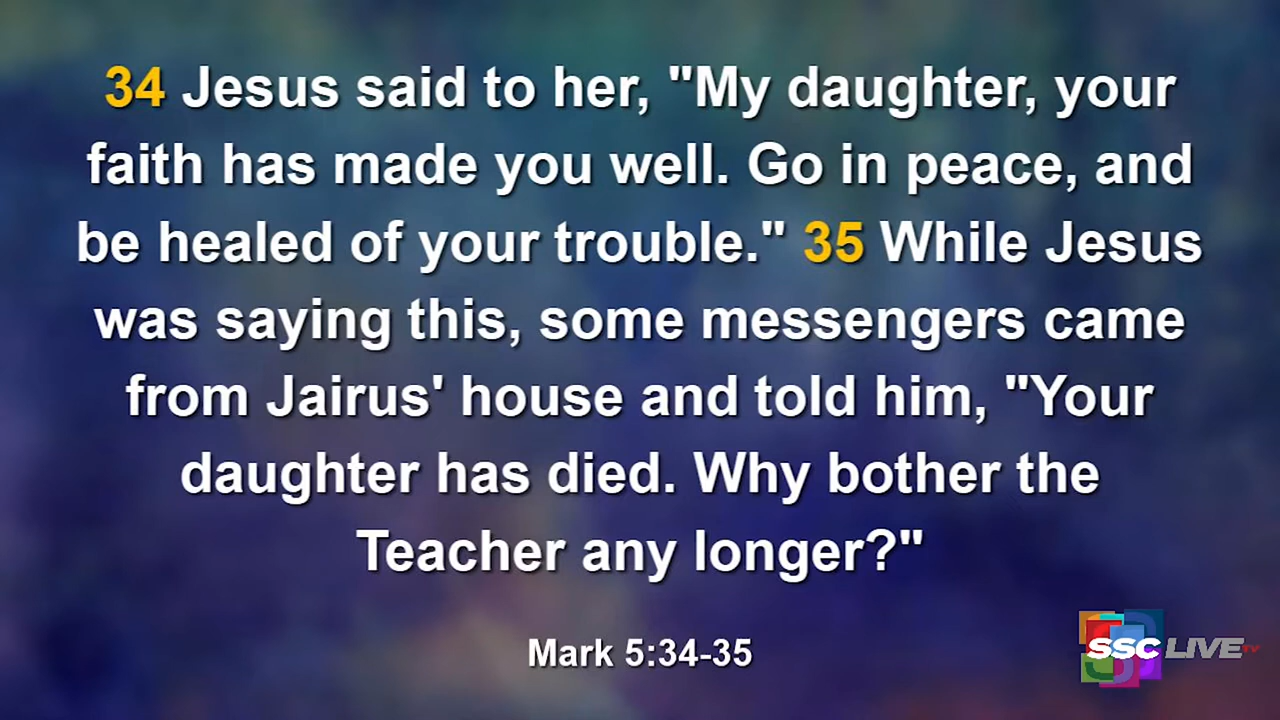 34 Jesus said to her, "My daughter, your
faith has made you well. Go in peace, and
be healed of your trouble." 35 While Jesus
was saying this, some messengers came
from Jairus' house and told him, "Your
daughter has died. Why bother the
Teacher any longer?"
Mark 5:34-35
SSC LIVE TV